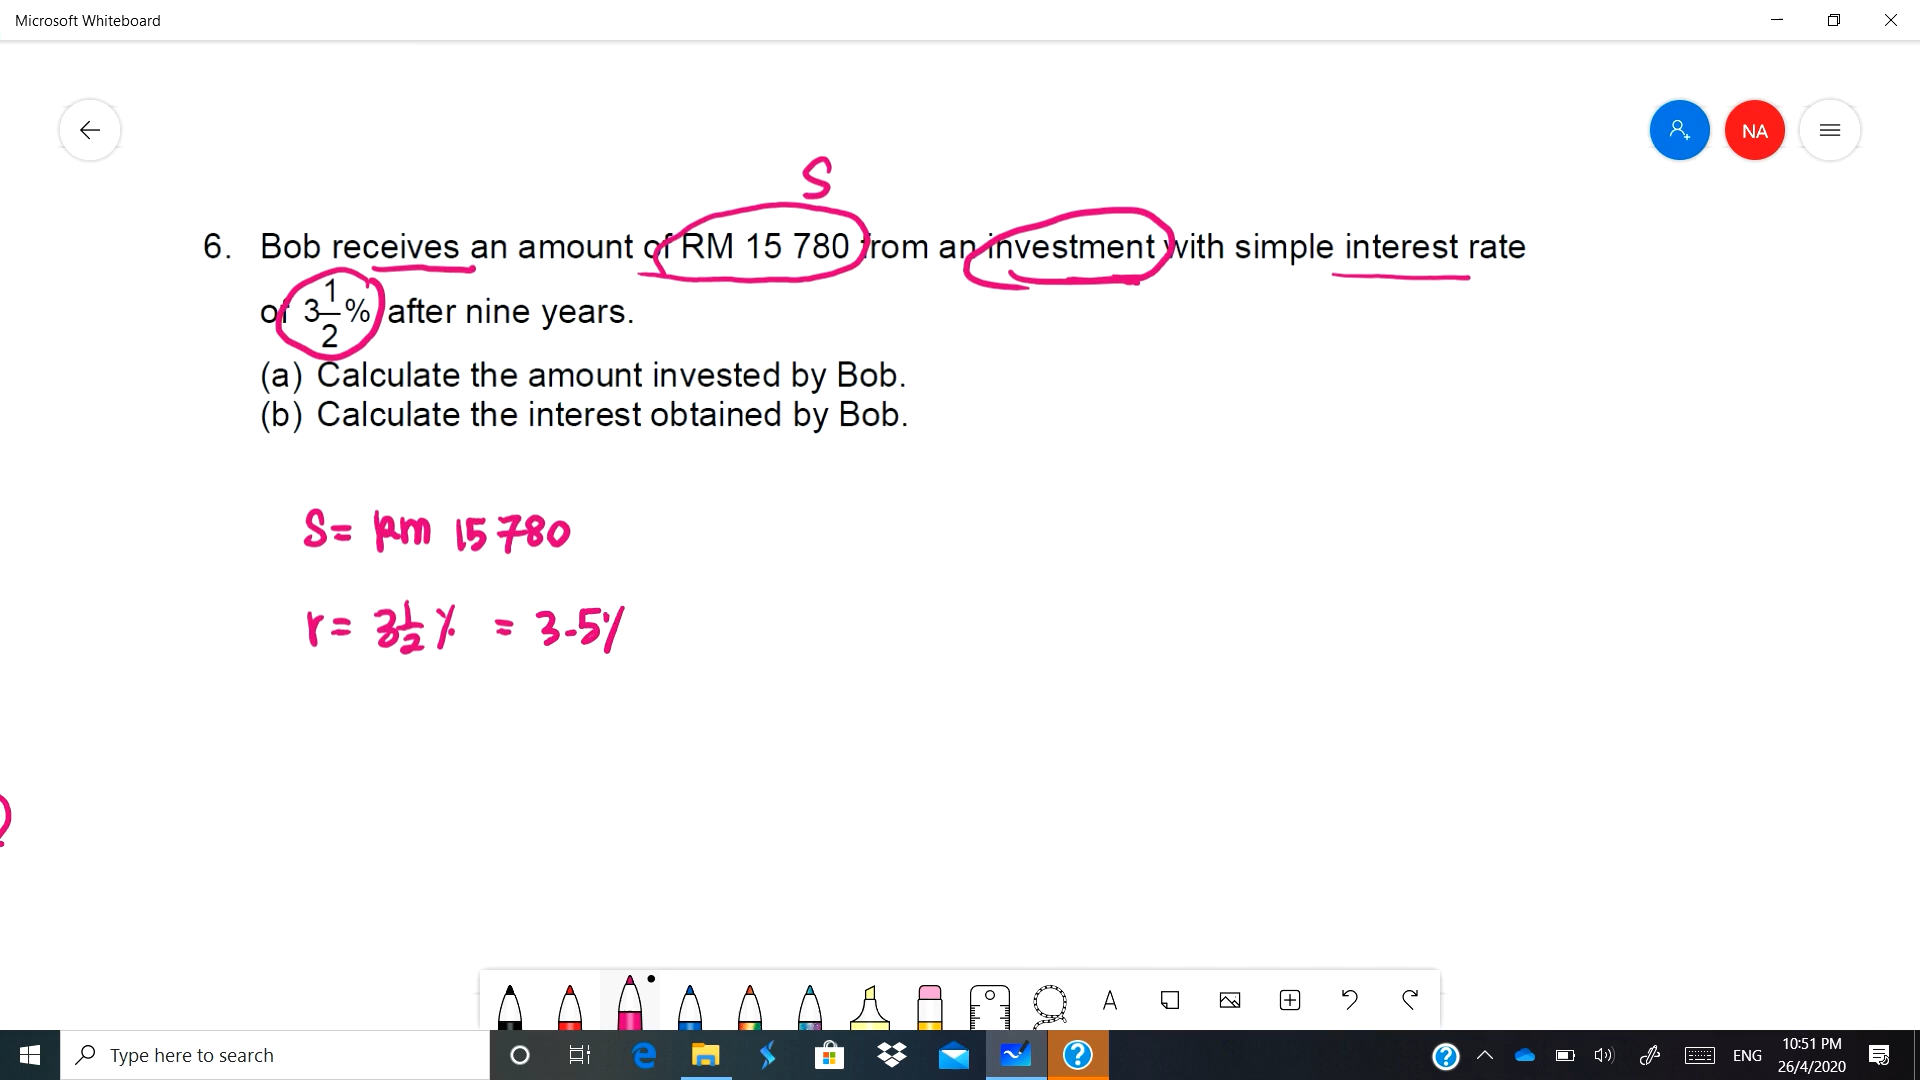 Microsoft Whiteboard
NA
S
6. Bob receives an amount of RM 15 780 from an investment with simple interest rate
of 3 1/2 % after nine years.
(a) Calculate the amount invested by Bob.
(b) Calculate the interest obtained by Bob.
S = RM 15 780
r = 3 1/2 % = 3.5%
A
Type here to search
ENG
10:51 PM
26/4/2020